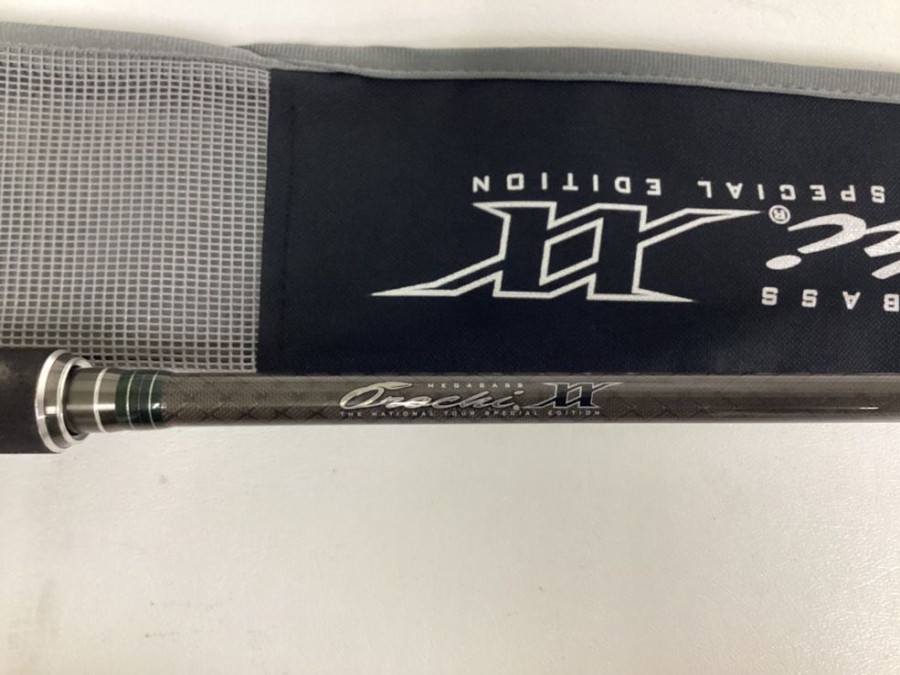 BASS
i® XX
SPECIAL EDITION
MEGABASS
Orochi XX
THE NATIONAL TOUR SPECIAL EDITION